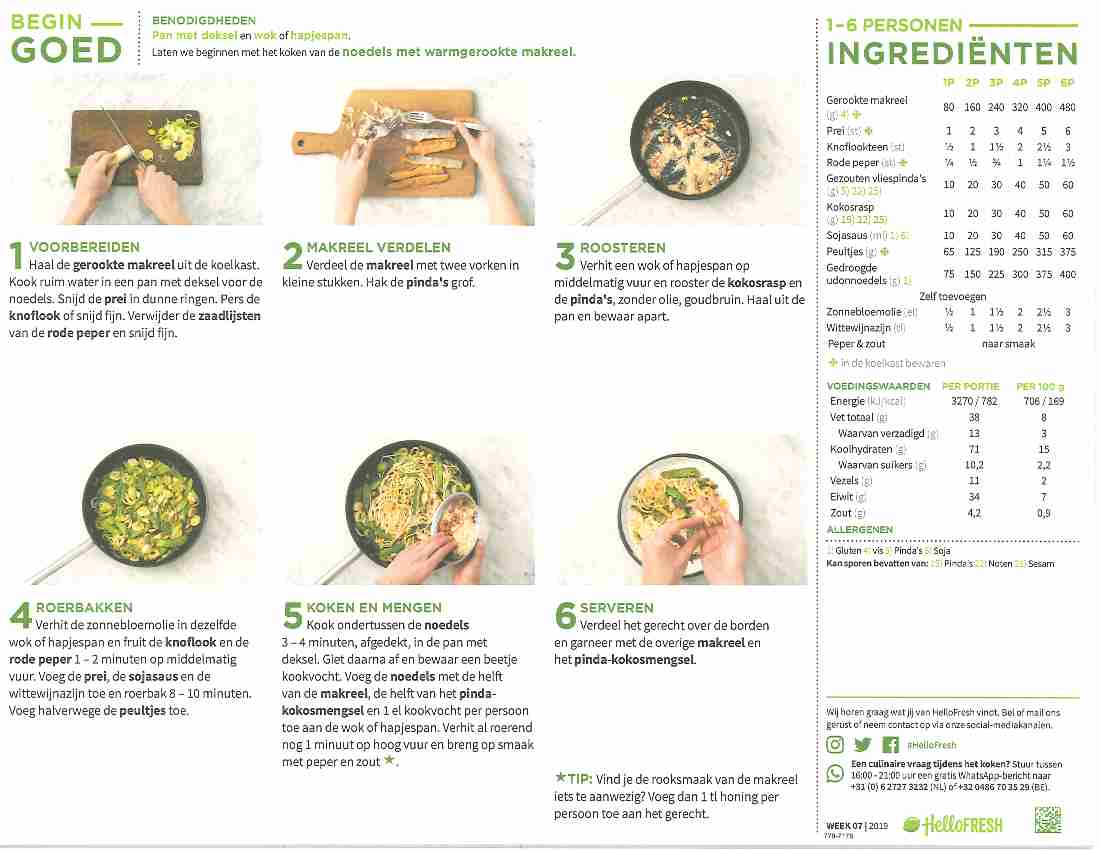 BEGIN
GOED
BENODIGDHEDEN
Pan met deksel en wok of hapjespan.
Laten we beginnen met het koken van de noedels met warmgerookte makreel.
1 VOORBEREIDEN
Haal de gerookte makreel uit de koelkast.
Kook ruim water in een pan met deksel voor de
noedels. Snijd de prei in dunne ringen. Pers de
knoflook of snijd fijn. Verwijder de zaadlijsten
van de rode peper en snijd fijn.
2 MAKREEL VERDELEN
Verdeel de makreel met twee vorken in
kleine stukken. Hak de pinda's grof.
3 ROOSTEREN
Verhit een wok of hapjespan op
middelmatig vuur en rooster de kokosrasp en
de pinda's, zonder olie, goudbruin. Haal uit de
pan en bewaar apart.
4 ROERBAKKEN
Verhit de zonnebloemolie in dezelfde
wok of hapjespan en fruit de knoflook en de
rode peper 1 – 2 minuten op middelmatig
vuur. Voeg de prei, de sojasaus en de
wittewijnazijn toe en roerbak 8 – 10 minuten.
Voeg halverwege de peultjes toe.
5 KOKEN EN MENGEN
Kook ondertussen de noedels
3 – 4 minuten, afgedekt, in de pan met
deksel. Giet daarna af en bewaar een beetje
kookvocht. Voeg de noedels met de helft
van de makreel, de helft van het pinda-
kokosmengsel en 1 el kookvocht per persoon
toe aan de wok of hapjespan. Verhit al roerend
nog 1 minuut op hoog vuur en breng op smaak
met peper en zout ★.
6 SERVEREN
Verdeel het gerecht over de borden
en garneer met de overige makreel en
het pinda-kokosmengsel.
★TIP: Vind je de rooksmaak van de makreel
iets te aanwezig? Voeg dan 1 tl honing per
persoon toe aan het gerecht.
1–6 PERSONEN
INGREDIËNTEN
1P 2P 3P 4P 5P 6P
Gerookte makreel
(g) 4) 80 160 240 320 400 480
Prei (st) 1 2 3 4 5 6
Knoflookteen (st) ½ 1 1½ 2 2½ 3
Rode peper (st) ¼ ½ ¾ 1 1¼ 1½
Gezouten vliespinda's
(g) 5) 22) 25) 10 20 30 40 50 60
Kokosrasp
(g) 19) 22) 25) 10 20 30 40 50 60
Sojasaus (ml) 1) 6) 10 20 30 40 50 60
Peultjes (g) 65 125 190 250 315 375
Gedroogde
udonnoedels (g) 1) 75 150 225 300 375 400
Zelf toevoegen
Zonnebloemolie (el) ½ 1 1½ 2 2½ 3
Wittewijnazijn (tl) ½ 1 1½ 2 2½ 3
Peper & zout naar smaak
in de koelkast bewaren
VOEDINGSWAARDEN PER PORTIE PER 100 g
Energie (kJ/kcal) 3270 / 782 706 / 169
Vet totaal (g) 38 8
Waarvan verzadigd (g) 13 3
Koolhydraten (g) 71 15
Waarvan suikers (g) 10,2 2,2
Vezels (g) 11 2
Eiwit (g) 34 7
Zout (g) 4,2 0,9
ALLERGENEN
1) Gluten 4) vis 5) Pinda's 6) Soja
Kan sporen bevatten van: Pinda's 22) Noten 25) Sesam
Wij horen graag wat jij van HelloFresh vindt. Bel of mail ons
gerust of neem contact op via onze social-mediakanalen.
#HelloFresh
Een culinaire vraag tijdens het koken? Stuur tussen
16:00 - 21:00 uur een gratis WhatsApp-bericht naar
+31 (0) 6 2727 3232 (NL) of +32 0486 70 35 29 (BE).
WEEK 07 | 2019
HelloFRESH